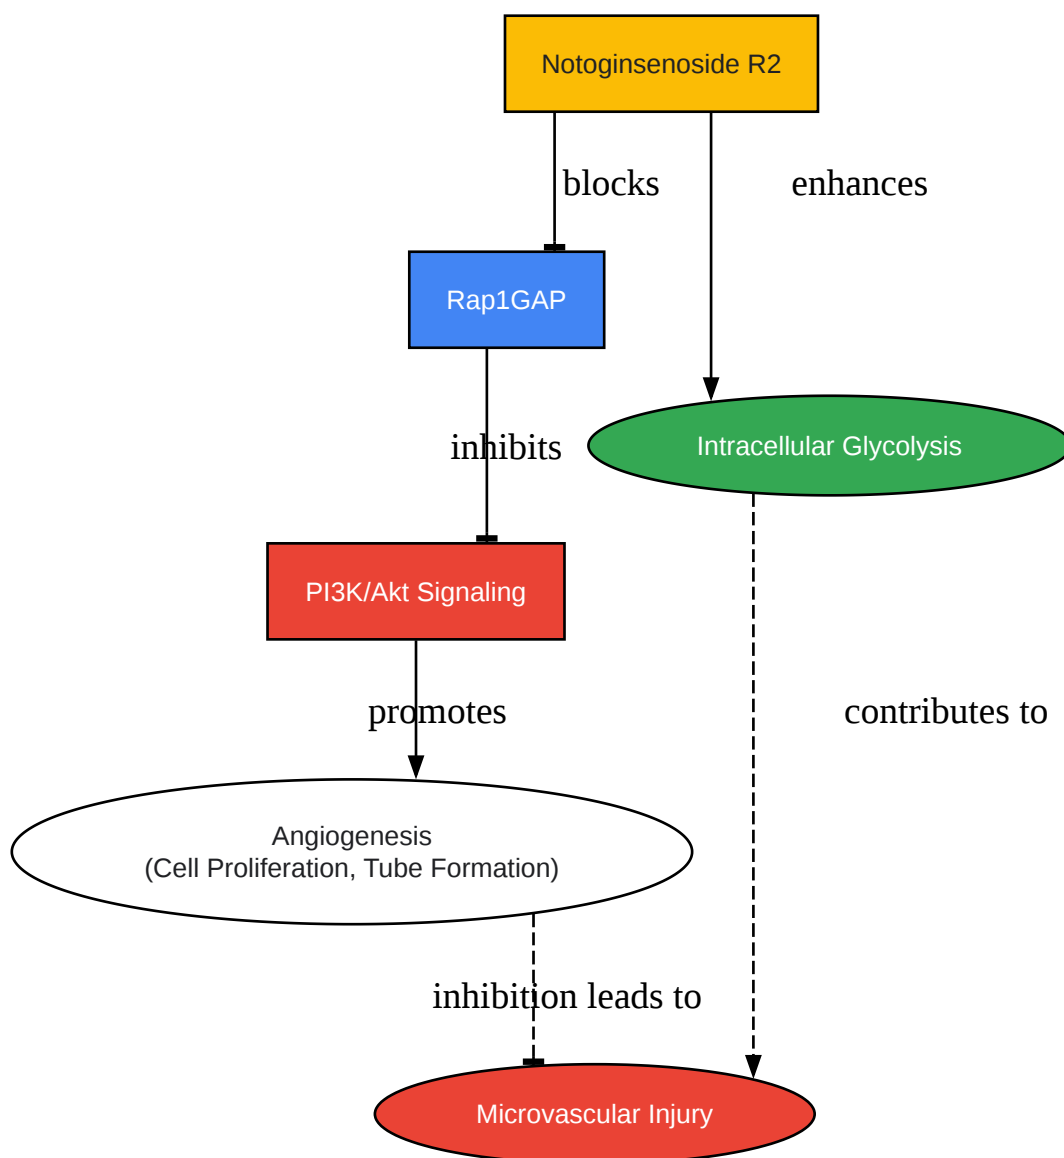 Notoginsenoside R2
blocks
enhances
Rap1GAP
inhibits
Intracellular Glycolysis
PI3K/Akt Signaling
promotes
contributes to
Angiogenesis
(Cell Proliferation, Tube Formation)
inhibition leads to
Microvascular Injury